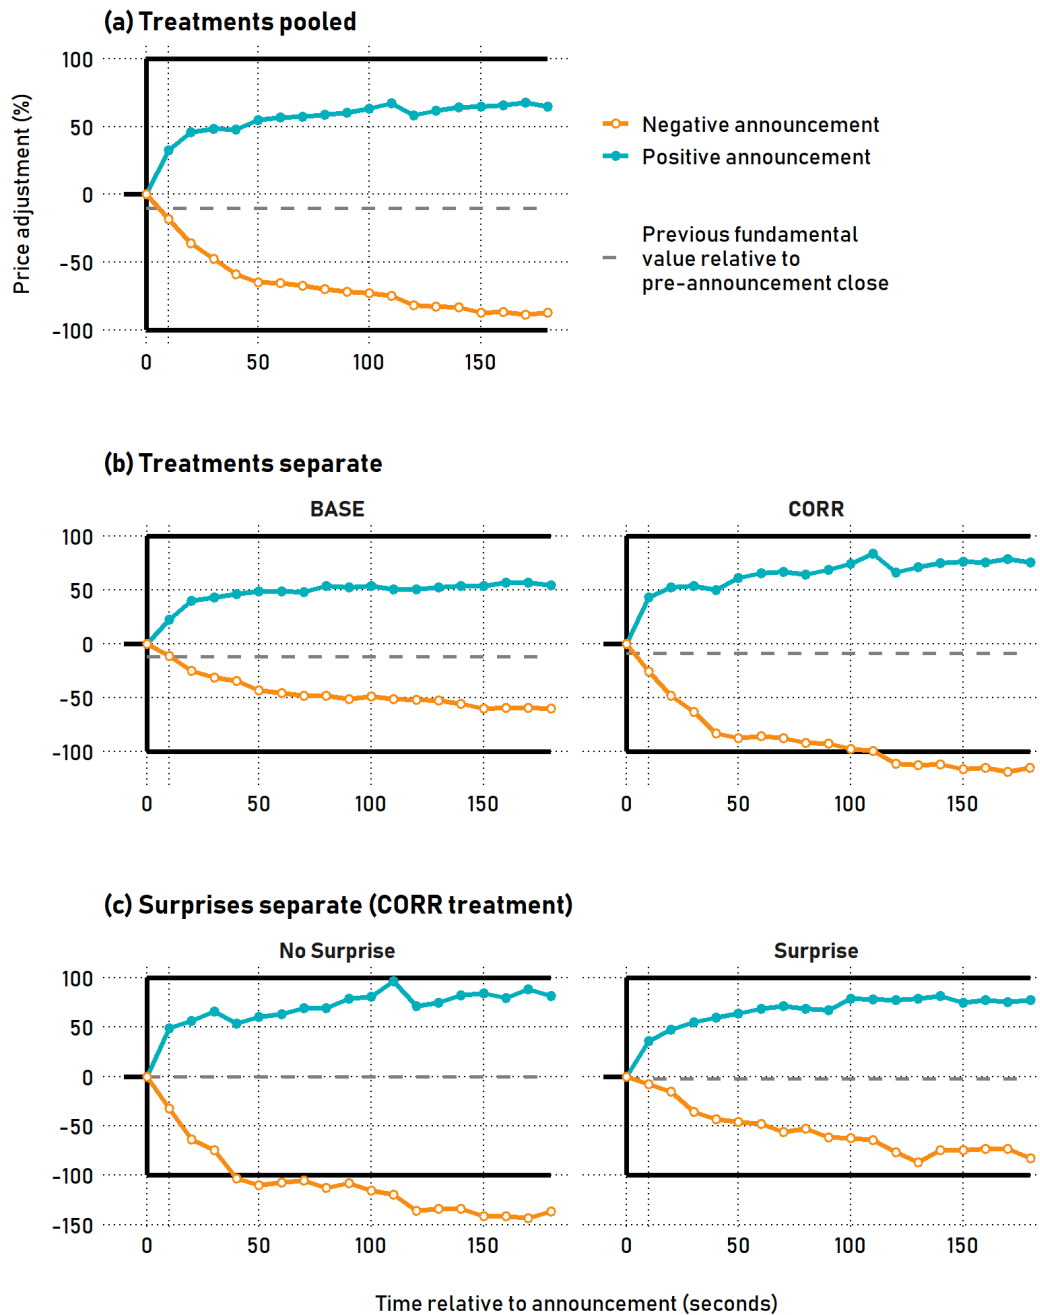 (a) Treatments pooled
100
50
0
-50
-100
Price adjustment (%)
0
50
100
150
Negative announcement
Positive announcement
Previous fundamental
value relative to
pre-announcement close
(b) Treatments separate
BASE
100
50
0
-50
-100
0
50
100
150
CORR
0
50
100
150
(c) Surprises separate (CORR treatment)
No Surprise
100
50
0
-50
-100
-150
0
50
100
150
Surprise
0
50
100
150
Time relative to announcement (seconds)